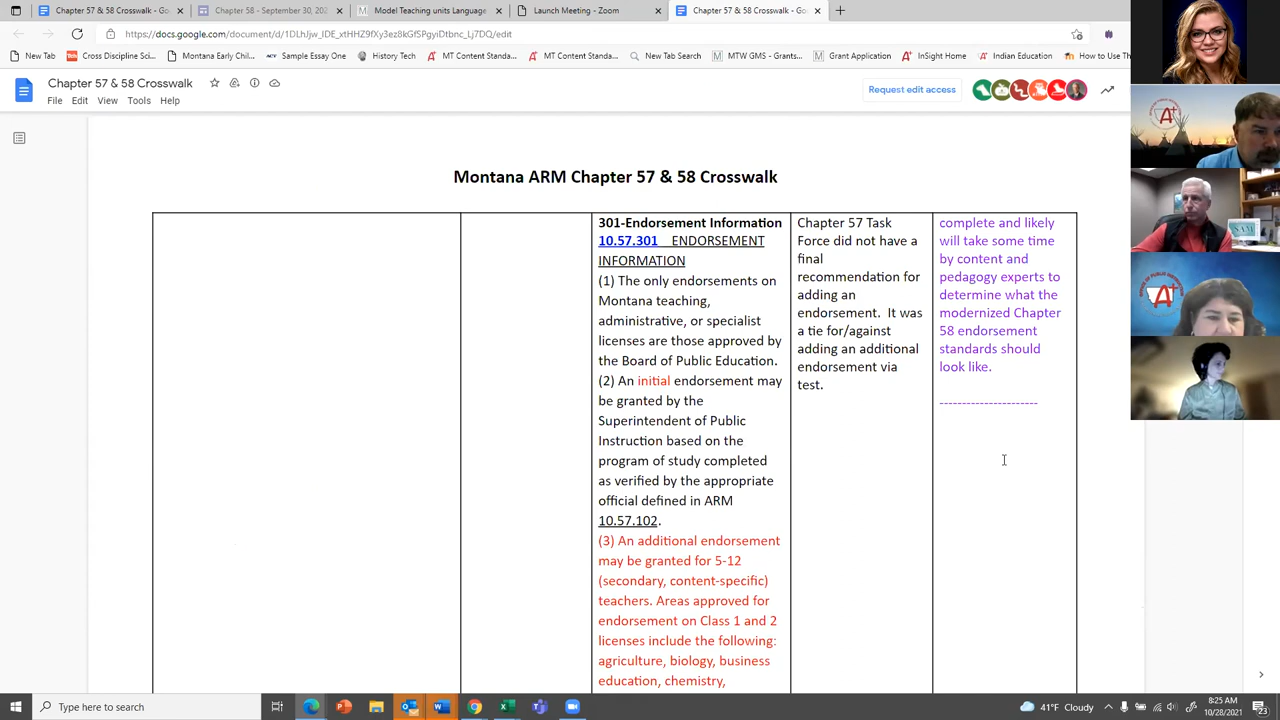 Chapter 57 & 58 Crosswalk - Goo
Chapter 58 - September 30, 202
Model Teaching units Language
Launch Meeting - Zoom
Chapter 57 & 58 Crosswalk - Go
https://docs.google.com/document/d/
New Tab
Cross Discipline Sci...
Montana Early Chil...
Sample Essay One
History Tech
MT Content Standa...
MT Content Standa...
New Tab Search
MTW GMS - Grants...
Grant Application
InSight Home
Indian Education
How to Use Th
Chapter 57 & 58 Crosswalk
File Edit View Tools Help
Request edit access
Montana ARM Chapter 57 & 58 Crosswalk
301-Endorsement Information
10.57.301 ENDORSEMENT
INFORMATION
(1) The only endorsements on
Montana teaching,
administrative, or specialist
licenses are those approved by
the Board of Public Education.
(2) An initial endorsement may
be granted by the
Superintendent of Public
Instruction based on the
program of study completed
as verified by the appropriate
official defined in ARM
10.57.102.
(3) An additional endorsement
may be granted for 5-12
(secondary, content-specific)
teachers. Areas approved for
endorsement on Class 1 and 2
licenses include the following:
agriculture, biology, business
education, chemistry,
Chapter 57 Task
Force did not have a
final
recommendation for
adding an
endorsement. It was
a tie for/against
adding an additional
endorsement via
test.
complete and likely
will take some time
by content and
pedagogy experts to
determine what the
modernized Chapter
58 endorsement
standards should
look like.
----------------------
SAM
Type here to search
41°F Cloudy
8:25 AM
10/28/2021
23